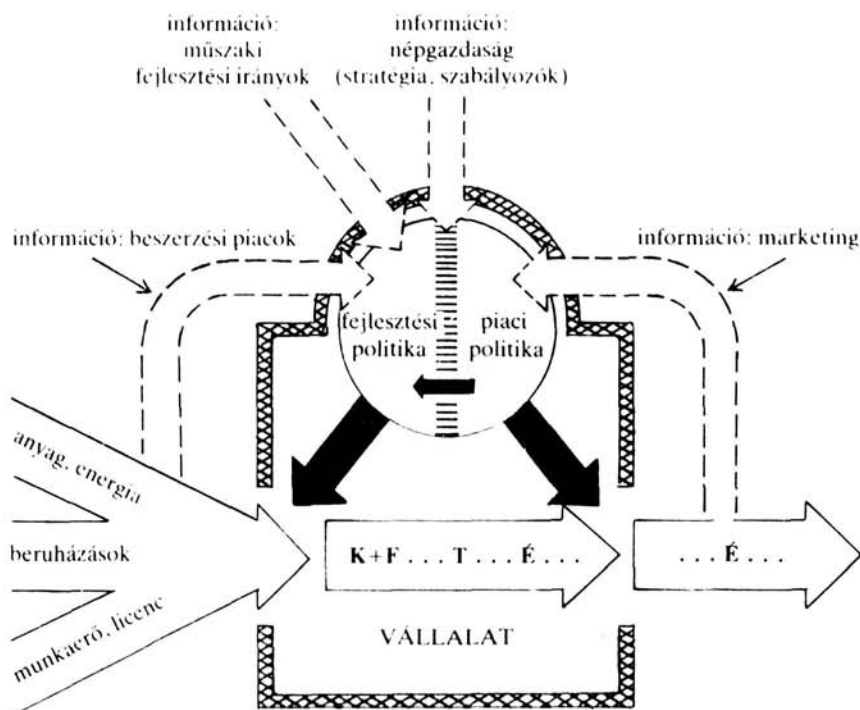 információ:
műszaki
fejlesztési irányok
információ:
népgazdaság
(stratégia, szabályozók)
információ: beszerzési piacok
információ: marketing
fejlesztési
politika
piaci
politika
anyag, energia
beruházások
munkaerő, licenc
K+F . . . T . . . É . . .
. . . É . . .
VÁLLALAT